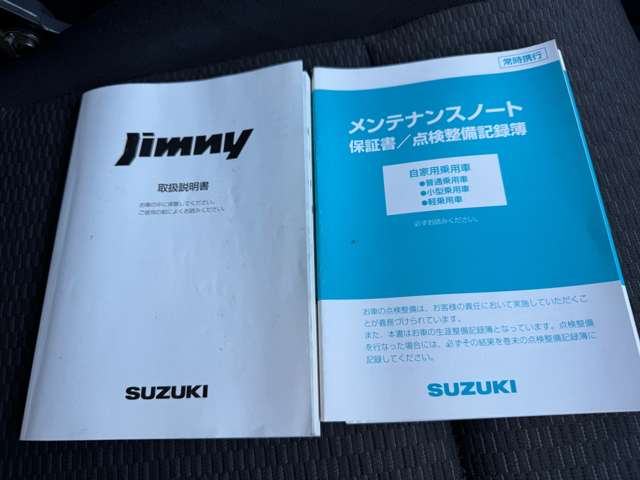 Jimny
取扱説明書
お車の中に保管してください。
ご使用の前によくお読みください。
SUZUKI
常時携行
メンテナンスノート
保証書／点検整備記録簿
自家用乗用車
●普通乗用車
●小型乗用車
●軽乗用車
必ずお読みください。
お車の点検整備は、お客様の責任において実施していただくこ
とが義務づけられています。
また、本書はお車の生涯整備記録簿となっています。点検整備
を行なった場合には、必ずその結果を巻末の点検整備記録簿に
記録してください。
SUZUKI